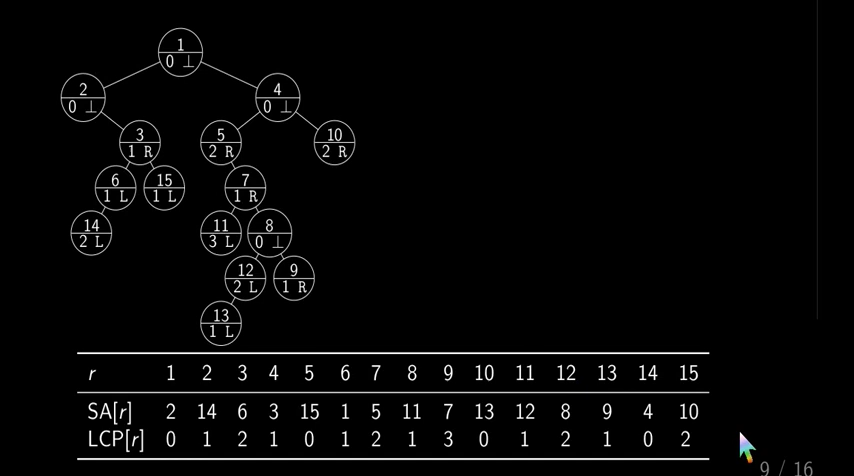 1
0 ⊥
2
0 ⊥
4
0 ⊥
3
1 R
5
2 R
10
2 R
6
1 L
15
1 L
7
1 R
14
2 L
11
3 L
8
0 ⊥
12
2 L
9
1 R
13
1 L
r 1 2 3 4 5 6 7 8 9 10 11 12 13 14 15
SA[r] 2 14 6 3 15 1 5 11 7 13 12 8 9 4 10
LCP[r] 0 1 2 1 0 1 2 1 3 0 1 2 1 0 2
9 / 16